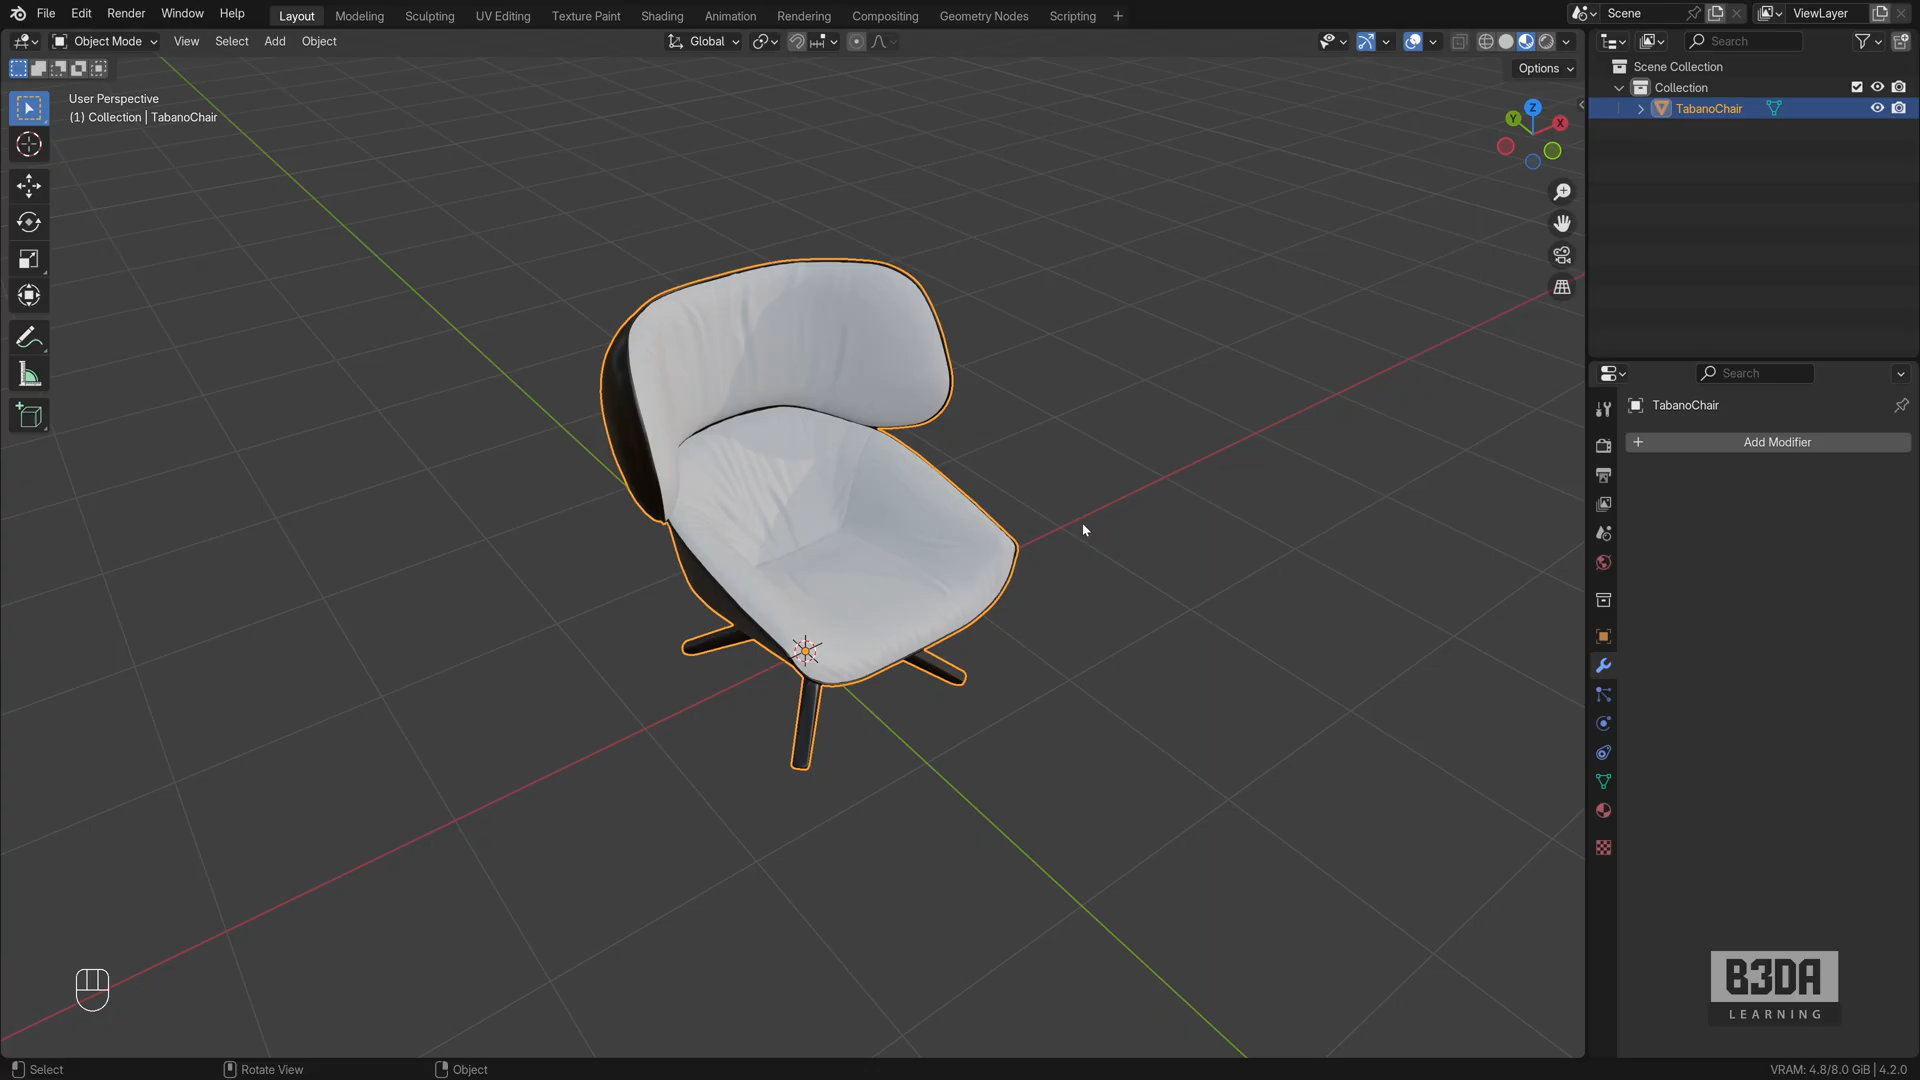 File Edit Render Window Help Layout Modeling Sculpting UV Editing Texture Paint Shading Animation Rendering Compositing Geometry Nodes Scripting + Scene ViewLayer
Object Mode View Select Add Object Global Search
Options
User Perspective
(1) Collection | TabanoChair
Z
Y
X
Scene Collection
Collection
TabanoChair
Search
TabanoChair
+ Add Modifier
B3DA
LEARNING
Select Rotate View Object VRAM: 4.8/8.0 GiB | 4.2.0